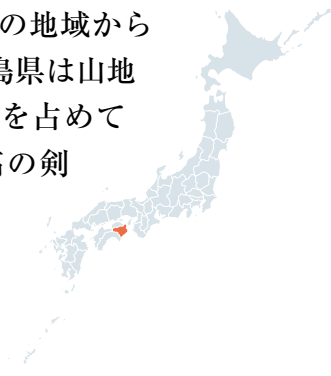 の地域から
島県は山地
を占めて
高の剣